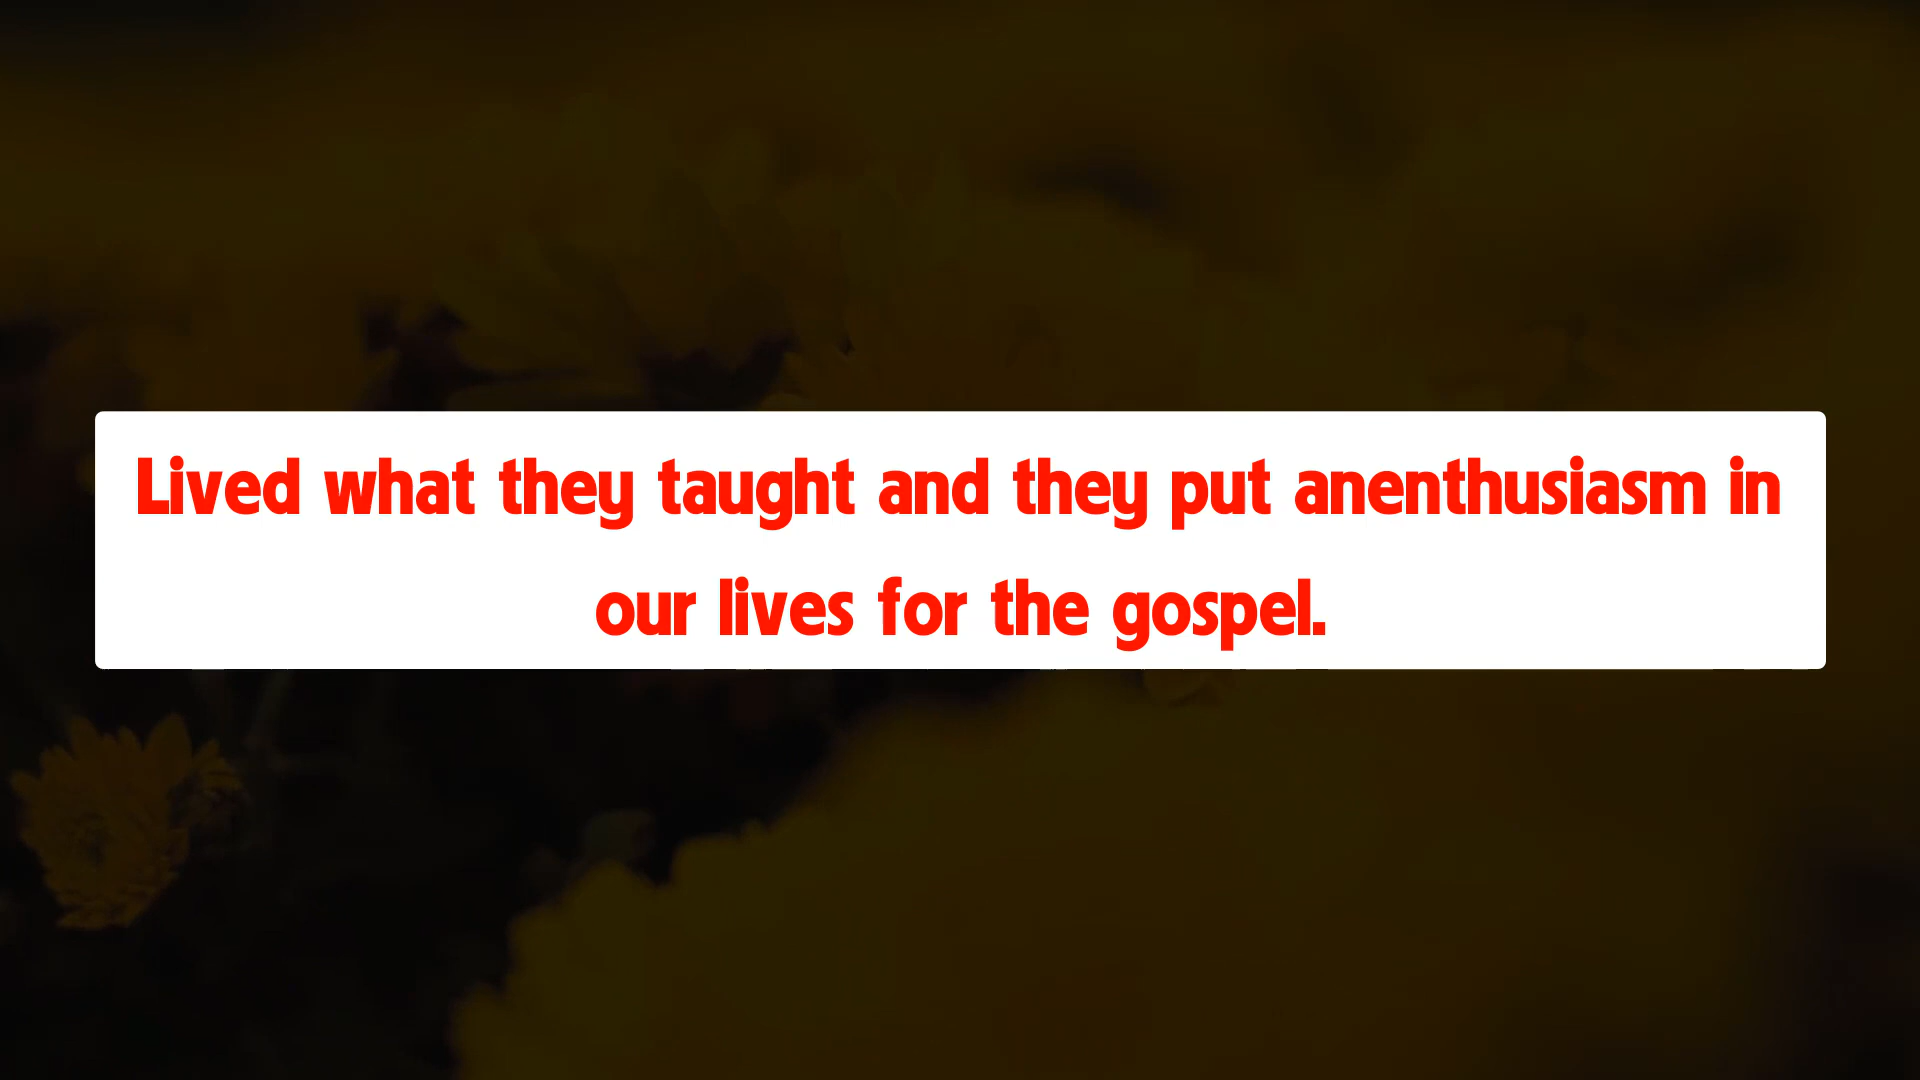 Lived what they taught and they put anenthusiasm in
our lives for the gospel.